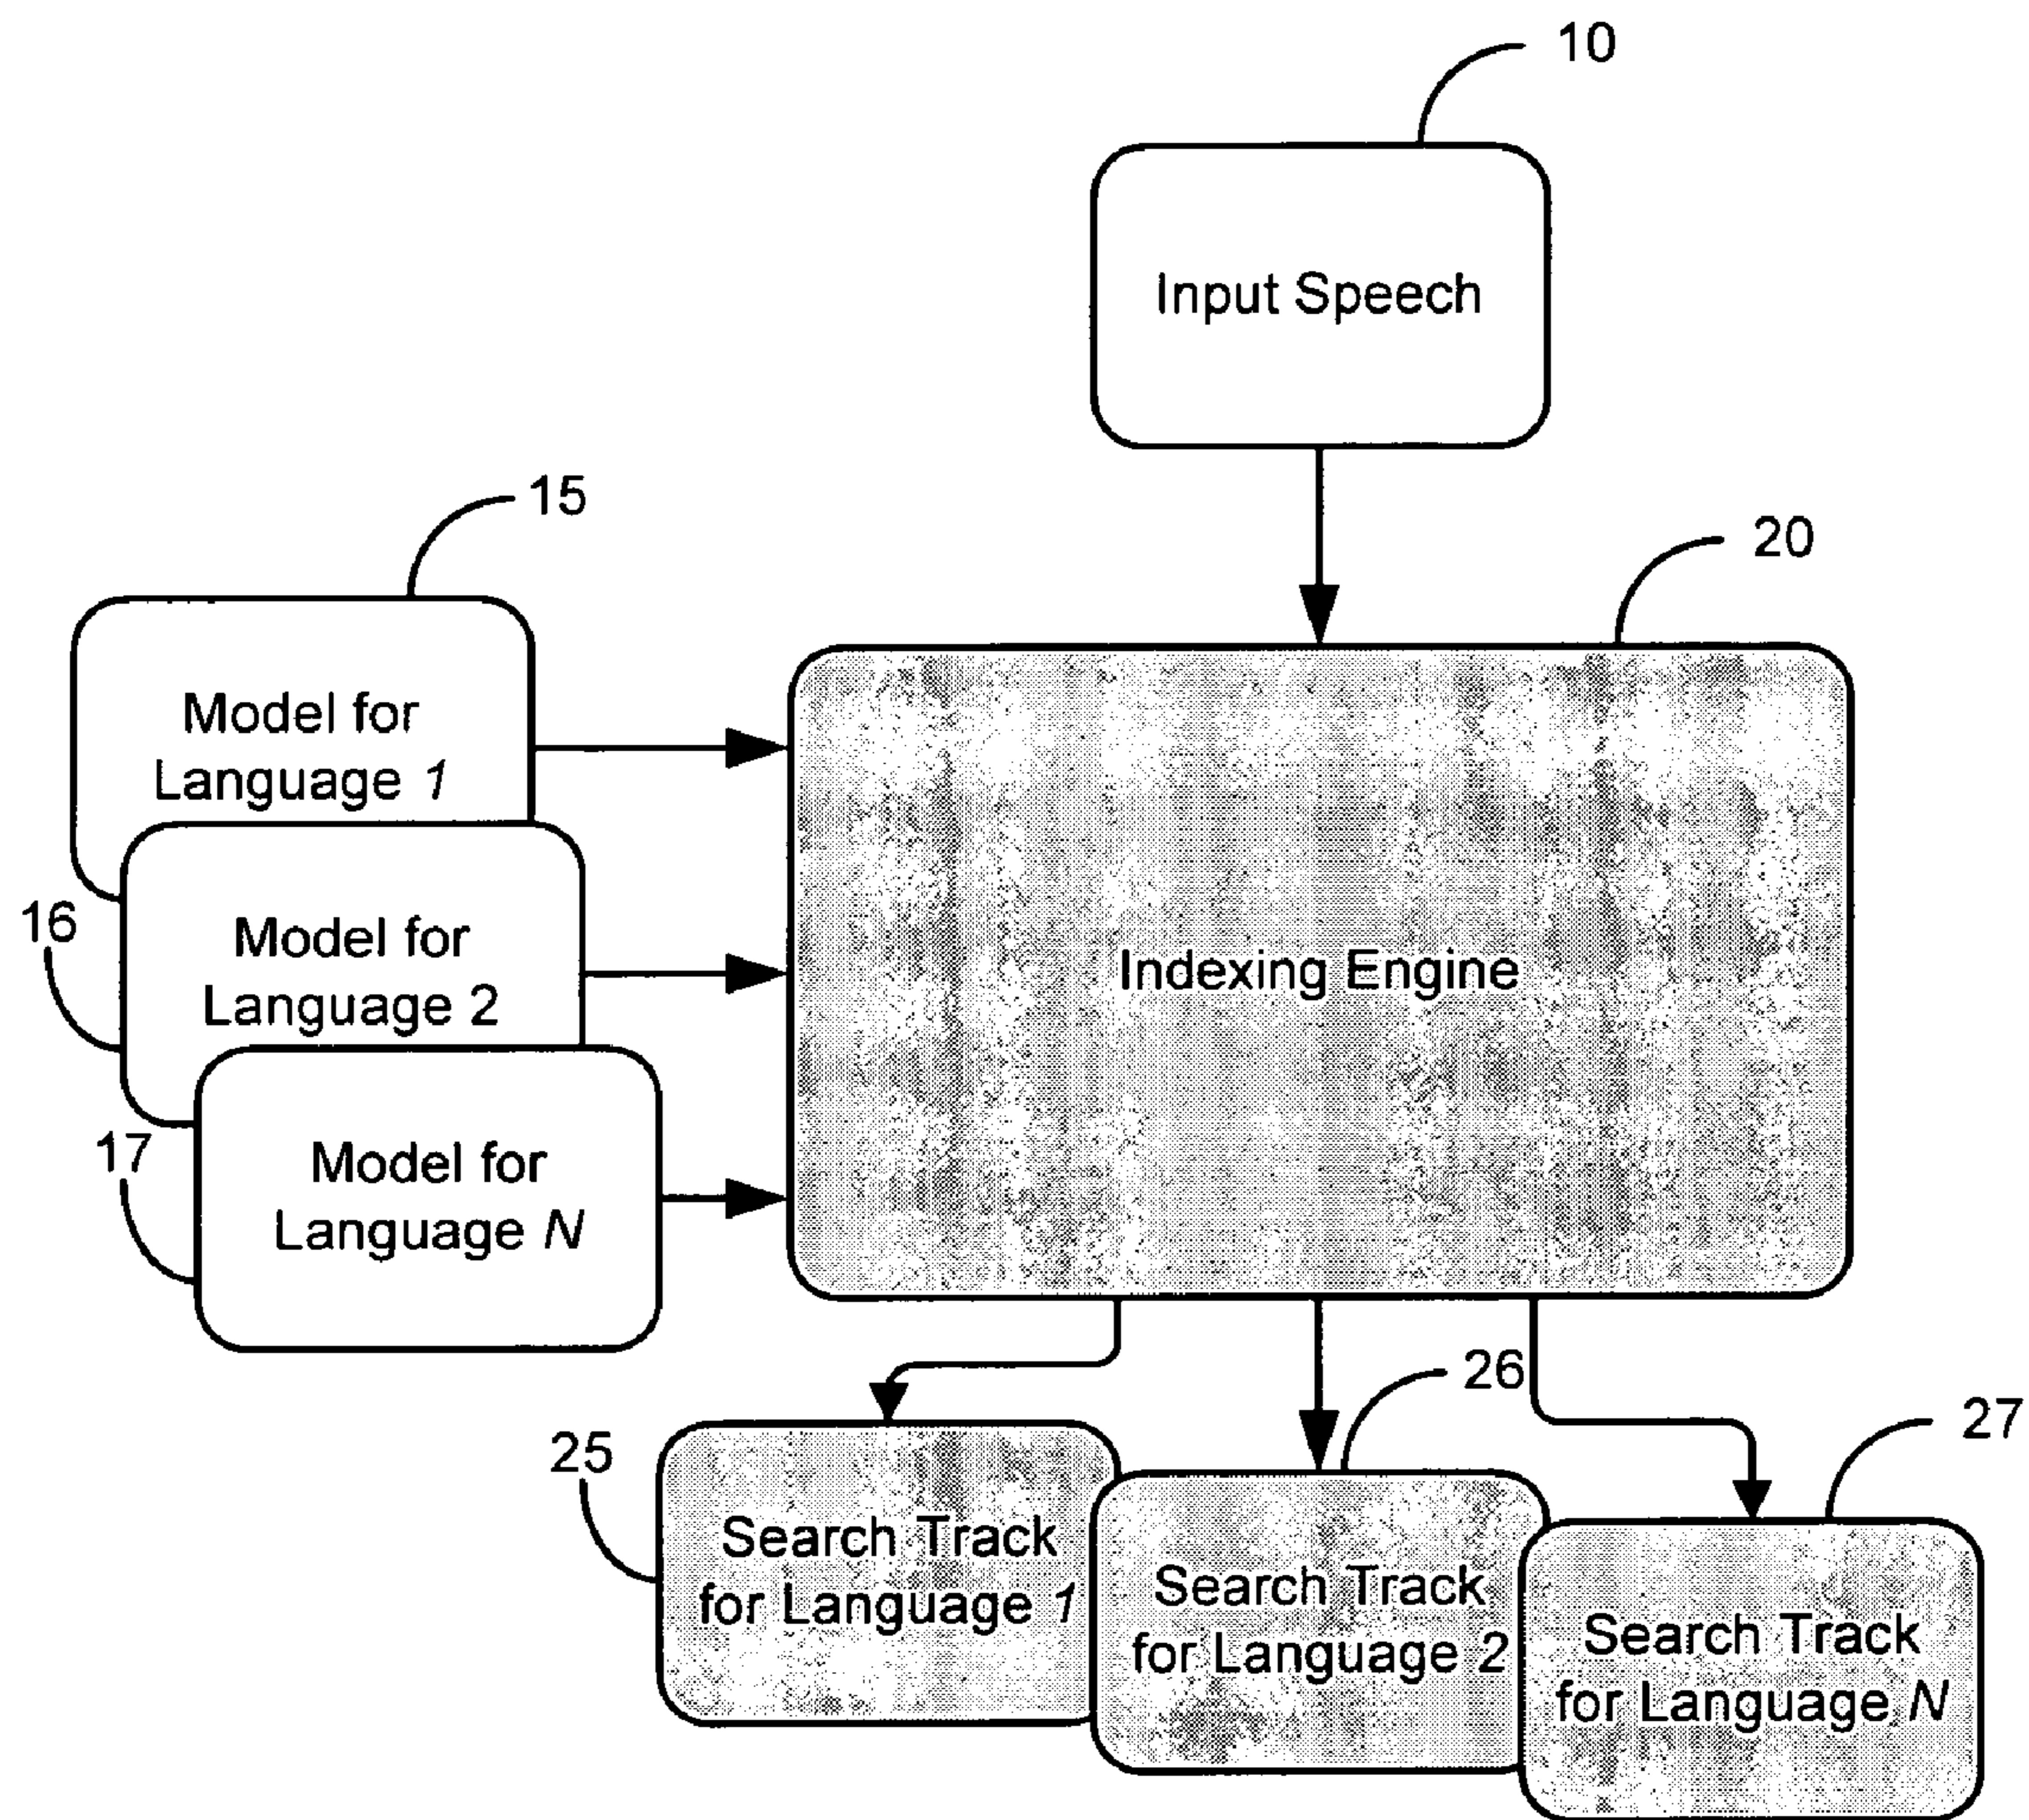 10
Input Speech
15
20
Model for
Language 1
16
Model for
Language 2
Indexing Engine
17
Model for
Language N
26
25
27
Search Track
for Language 1
Search Track
for Language 2
Search Track
for Language N